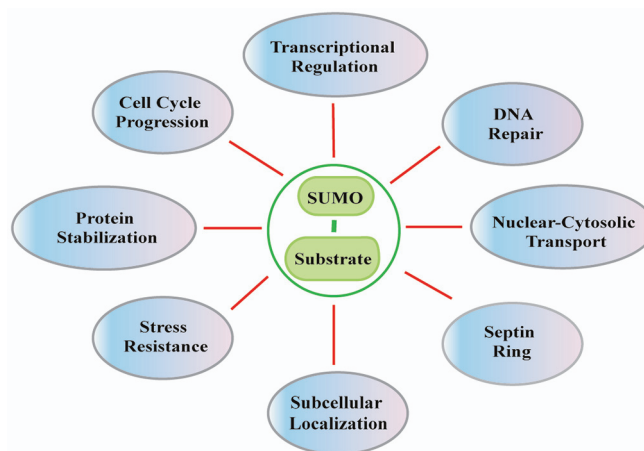 Transcriptional
Regulation
Cell Cycle
Progression
DNA
Repair
SUMO
Protein
Stabilization
Substrate
Nuclear-Cytosolic
Transport
Stress
Resistance
Septin
Ring
Subcellular
Localization